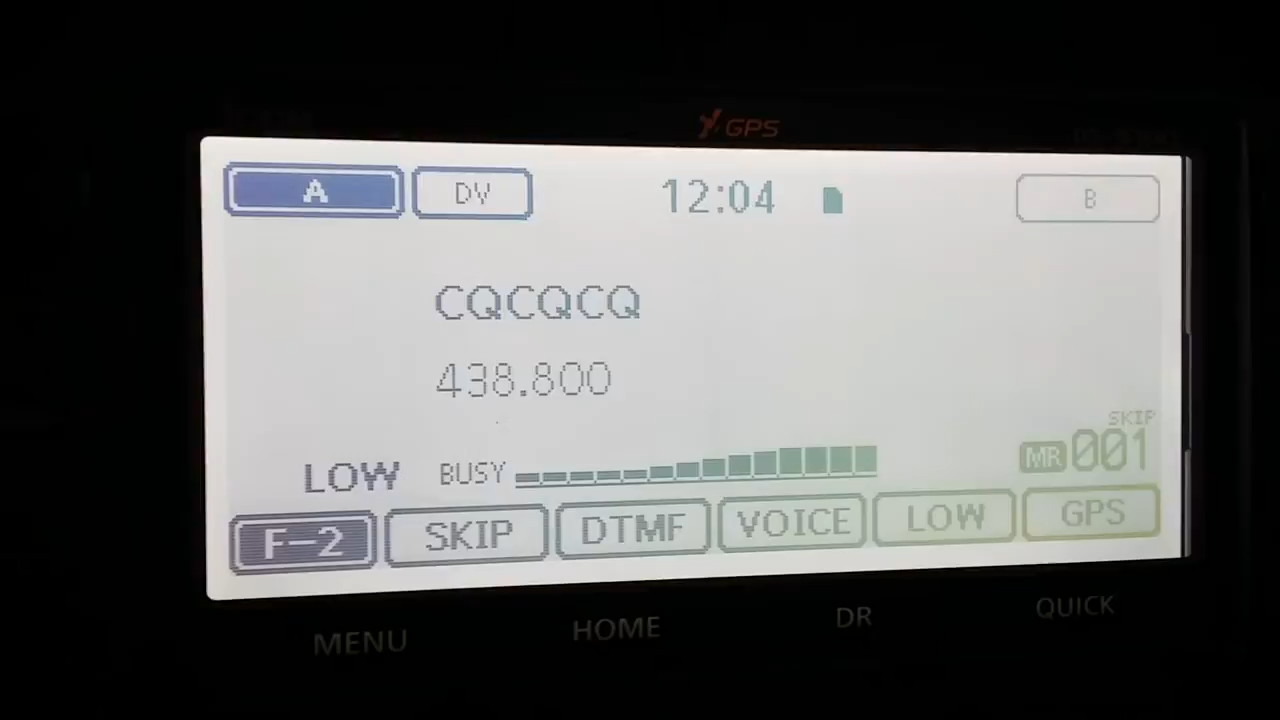 GPS
A DV 12:04 B
CQCQCQ
438.800
SKIP
LOW BUSY MR 001
F-2 SKIP DTMF VOICE LOW GPS
MENU HOME DR QUICK